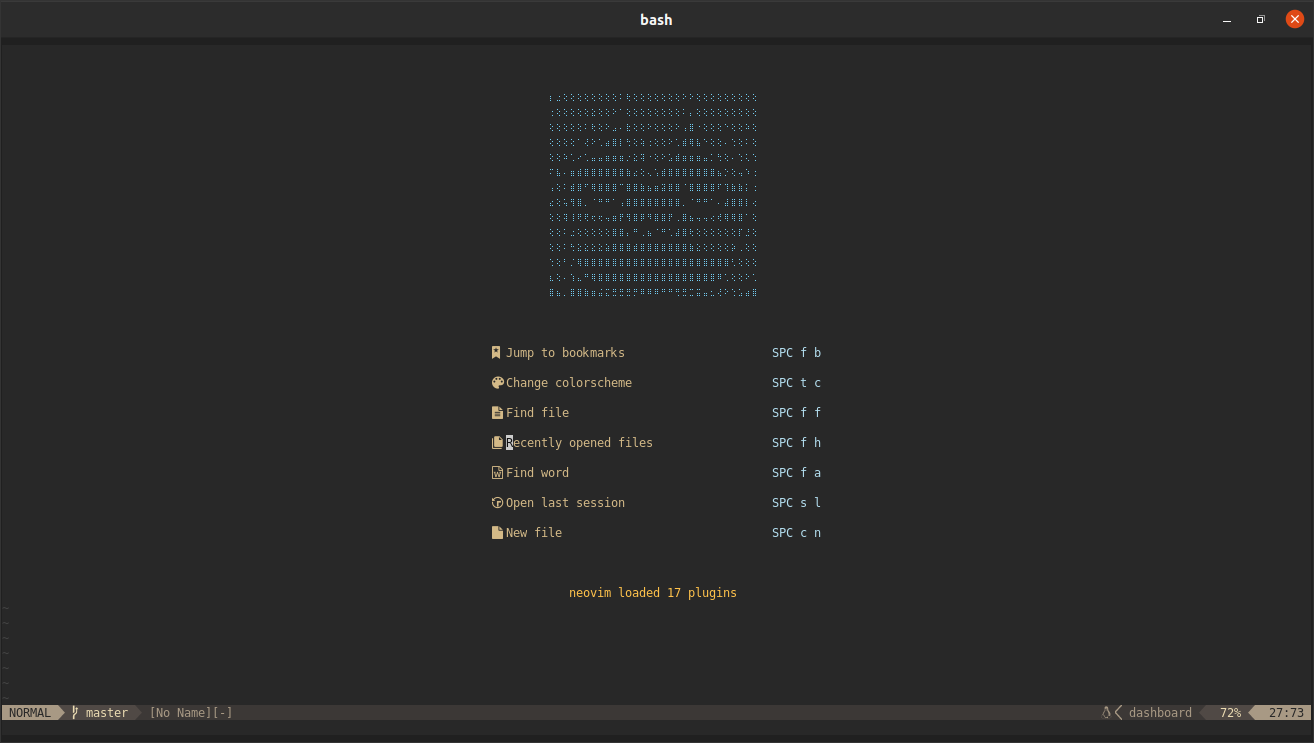 bash
Jump to bookmarks SPC f b
Change colorscheme SPC t c
Find file SPC f f
Recently opened files SPC f h
Find word SPC f a
Open last session SPC s l
New file SPC c n
neovim loaded 17 plugins
~
~
~
~
~
~
~
NORMAL master [No Name][-] dashboard 72% 27:73